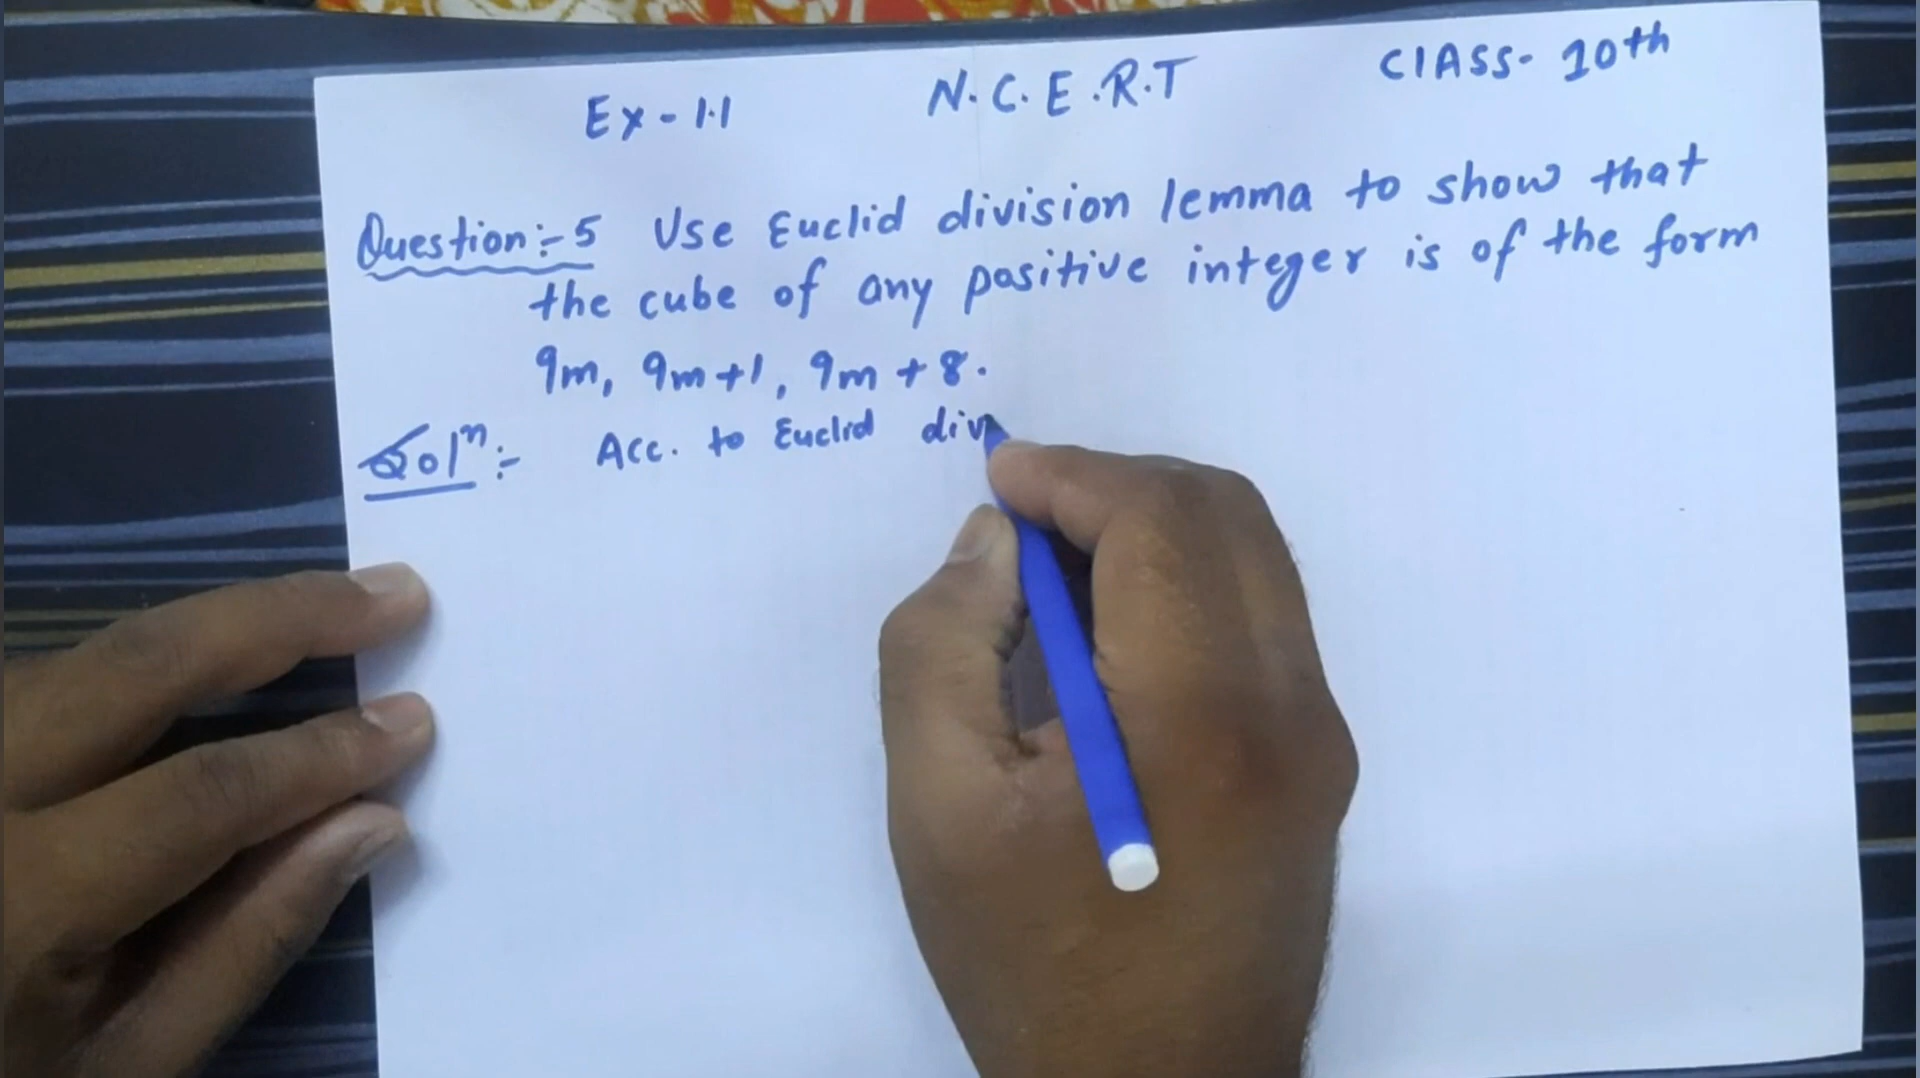 Ex - 1.1 N.C.E.R.T CLASS- 10th
Question:- 5 Use Euclid division lemma to show that
the cube of any positive integer is of the form
9m, 9m+1, 9m + 8.
Solⁿ:- Acc. to Euclid div